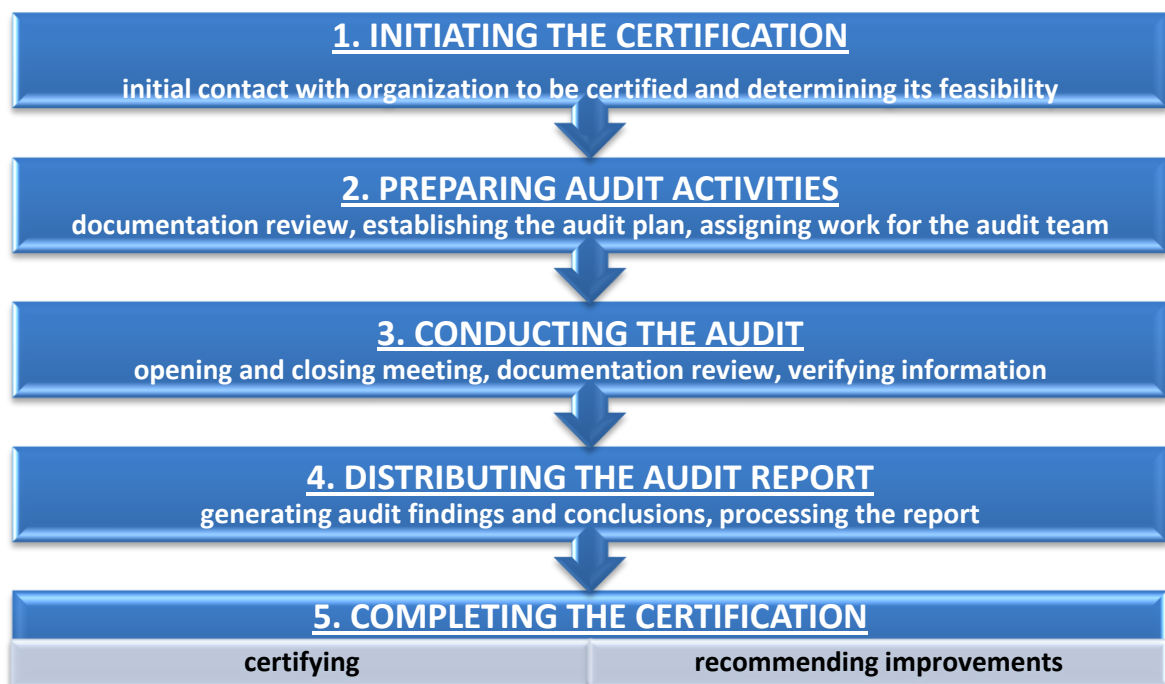 1. INITIATING THE CERTIFICATION
initial contact with organization to be certified and determining its feasibility
2. PREPARING AUDIT ACTIVITIES
documentation review, establishing the audit plan, assigning work for the audit team
3. CONDUCTING THE AUDIT
opening and closing meeting, documentation review, verifying information
4. DISTRIBUTING THE AUDIT REPORT
generating audit findings and conclusions, processing the report
5. COMPLETING THE CERTIFICATION
certifying
recommending improvements